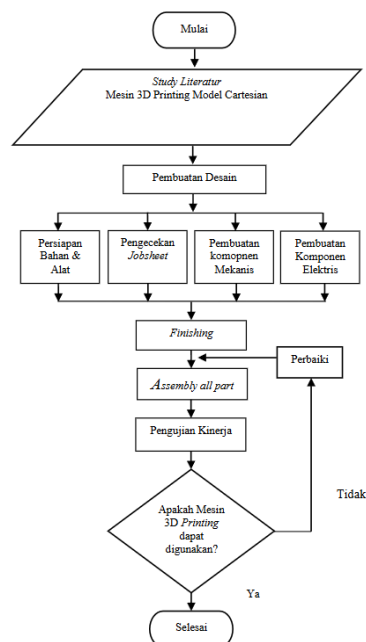 Mulai
Study Literatur
Mesin 3D Printing Model Cartesian
Pembuatan Desain
Persiapan
Bahan &
Alat
Pengecekan
Jobsheet
Pembuatan
komopnen
Mekanis
Pembuatan
Komponen
Elektris
Finishing
Perbaiki
Assembly all part
Pengujian Kinerja
Apakah Mesin
3D Printing
dapat
digunakan?
Tidak
Ya
Selesai